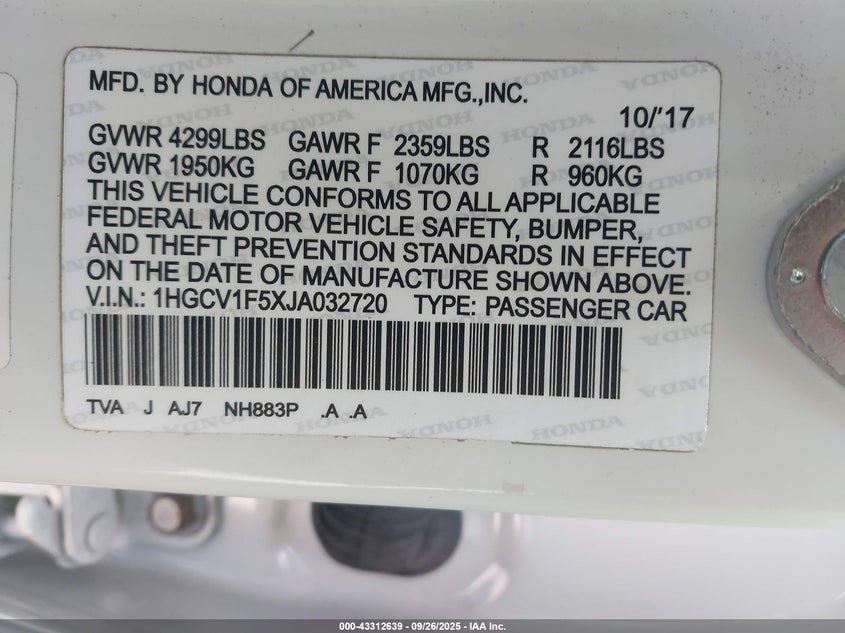 MFD. BY HONDA OF AMERICA MFG.,INC.
10/'17
GVWR 4299LBS GAWR F 2359LBS R 2116LBS
GVWR 1950KG GAWR F 1070KG R 960KG
THIS VEHICLE CONFORMS TO ALL APPLICABLE
FEDERAL MOTOR VEHICLE SAFETY, BUMPER,
AND THEFT PREVENTION STANDARDS IN EFFECT
ON THE DATE OF MANUFACTURE SHOWN ABOVE.
V.I.N.: 1HGCV1F5XJA032720 TYPE: PASSENGER CAR
TVA J AJ7 NH883P .A .A
HONDA HONDA
000-43312639 - 09/26/2025 - IAA Inc.